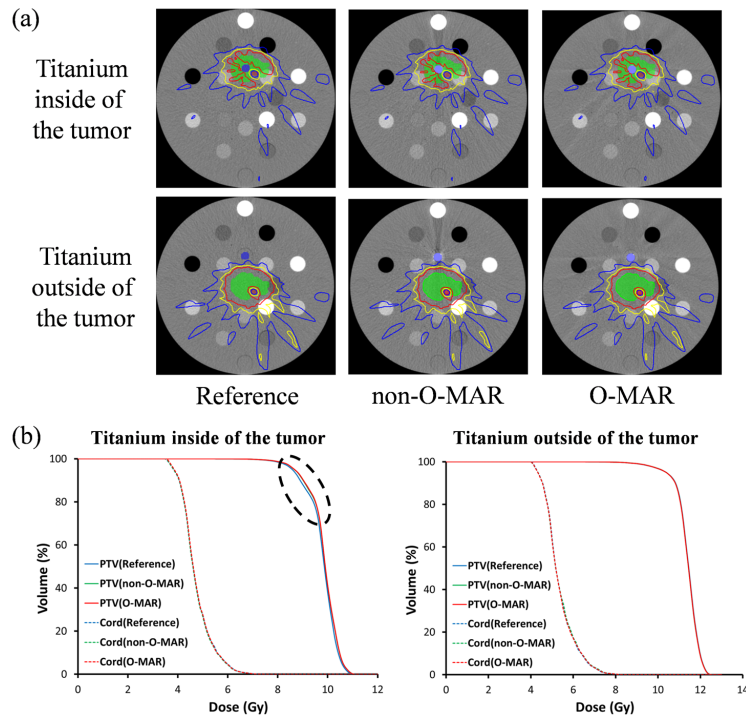 (a)
Titanium
inside of
the tumor
Titanium
outside of
the tumor
Reference
non-O-MAR
O-MAR
(b)
Titanium inside of the tumor
100
80
60
40
20
0
Volume (%)
PTV(Reference)
PTV(non-O-MAR)
PTV(O-MAR)
Cord(Reference)
Cord(non-O-MAR)
Cord(O-MAR)
0 2 4 6 8 10 12
Dose (Gy)
Titanium outside of the tumor
100
80
60
40
20
0
Volume (%)
PTV(Reference)
PTV(non-O-MAR)
PTV(O-MAR)
Cord(Reference)
Cord(non-O-MAR)
Cord(O-MAR)
0 2 4 6 8 10 12 14
Dose (Gy)